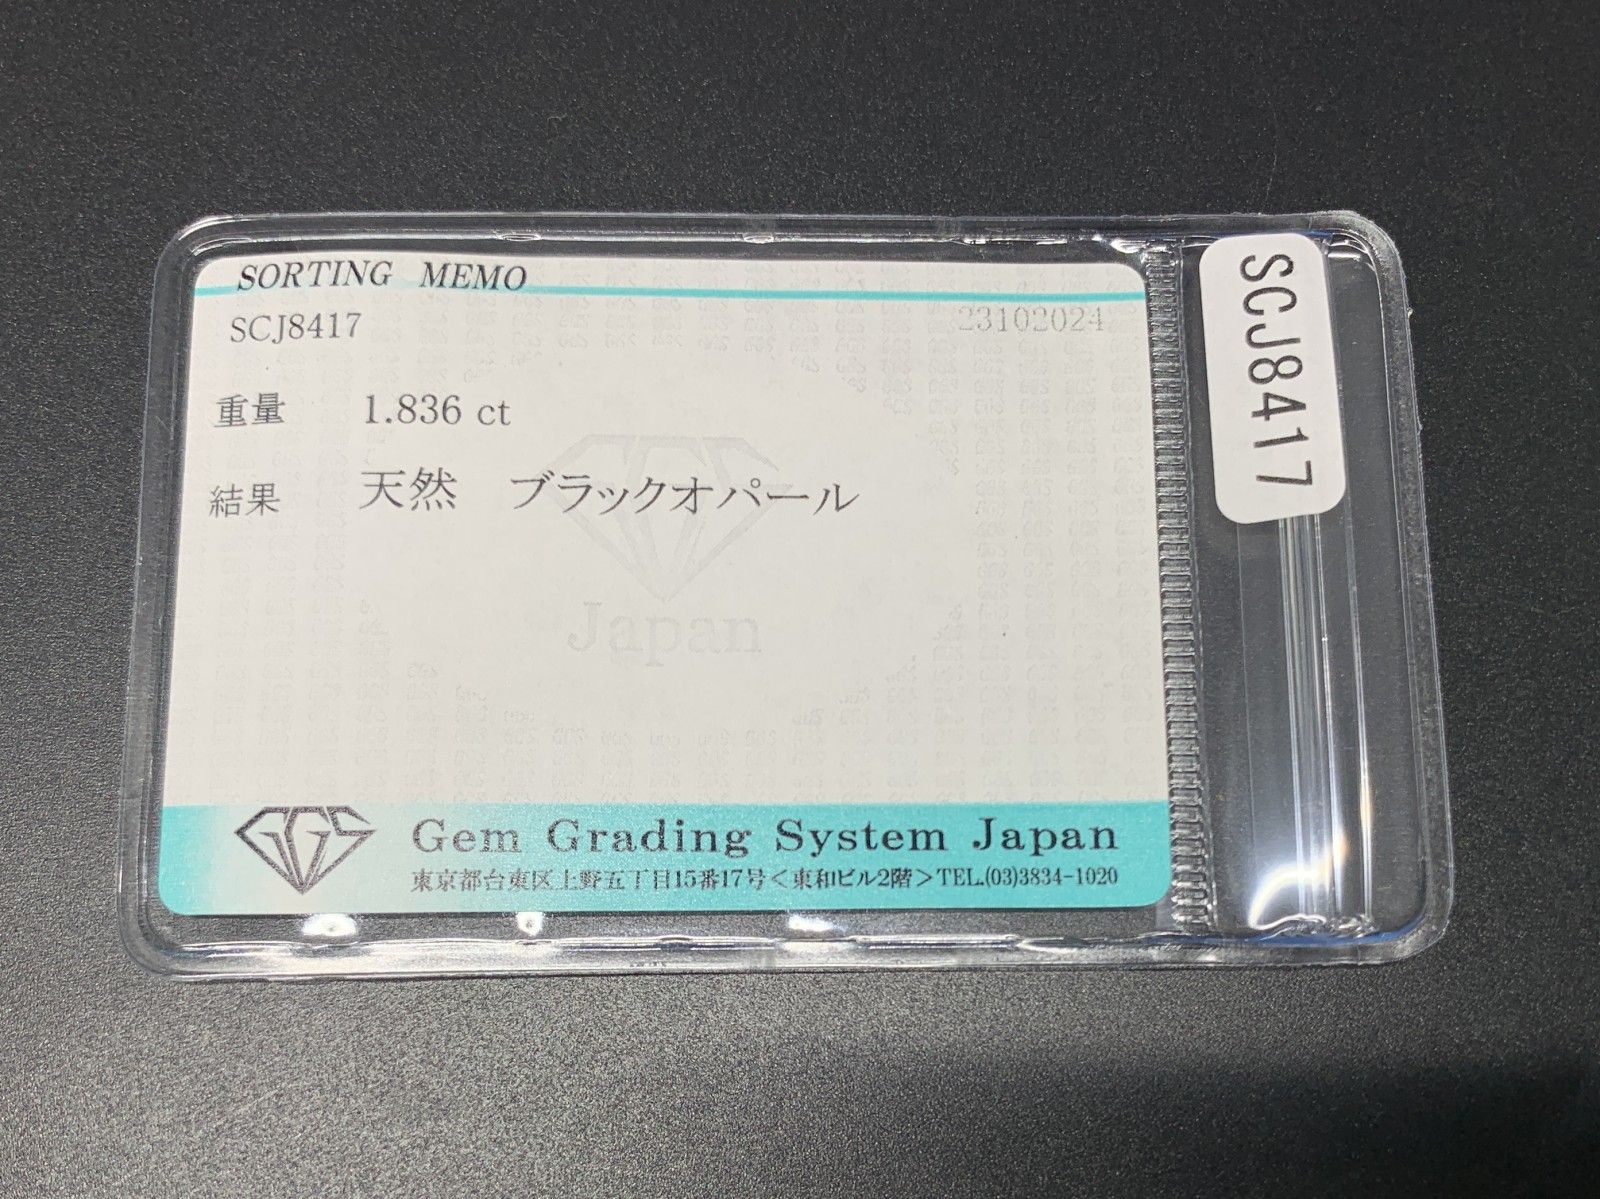 SORTING MEMO
SCJ8417
23102024
重量 1.836 ct
結果 天然 ブラックオパール
GGS
Japan
GGS
Gem Grading System Japan
東京都台東区上野五丁目15番17号<東和ビル2階>TEL.(03)3834-1020
SCJ8417